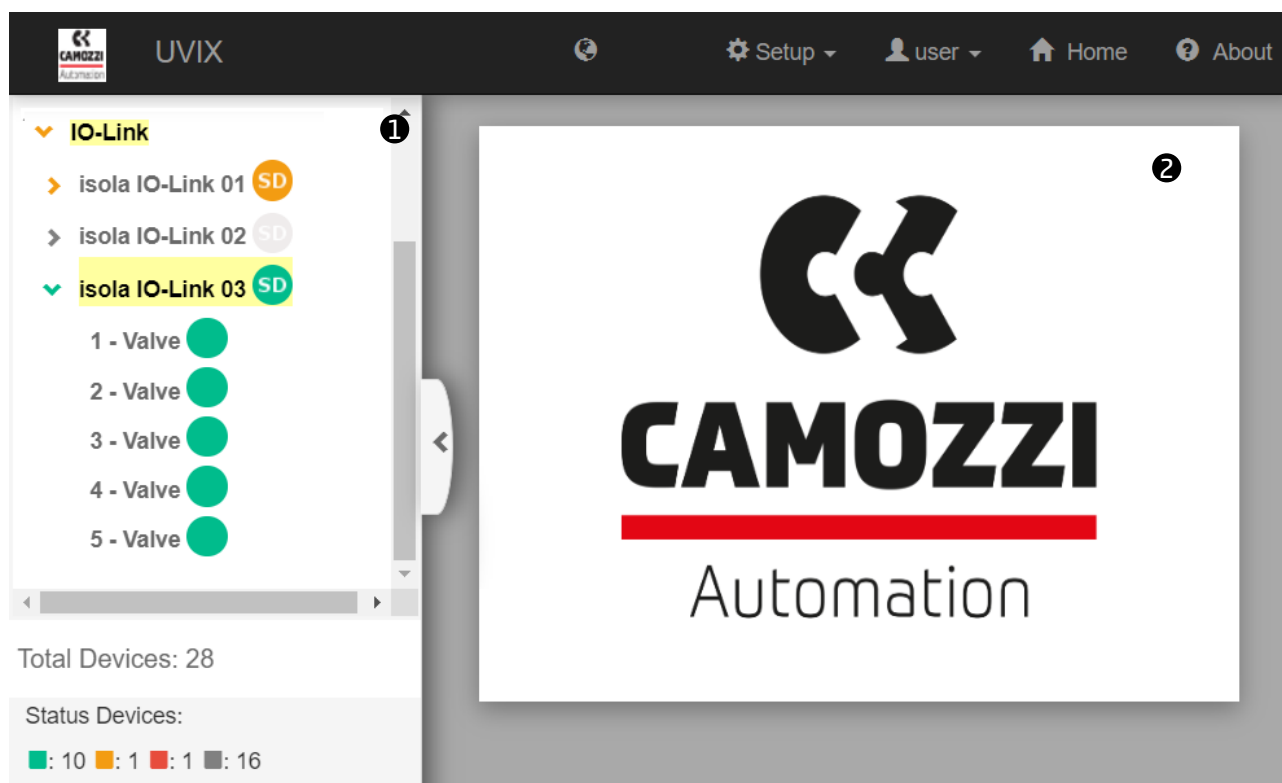 CAMOZZI
Automation
UVIX
Setup
user
Home
About
IO-Link
❶
isola IO-Link 01 SD
isola IO-Link 02 SD
isola IO-Link 03 SD
1 - Valve
2 - Valve
3 - Valve
4 - Valve
5 - Valve
Total Devices: 28
Status Devices:
: 10 : 1 : 1 : 16
❷
CAMOZZI
Automation